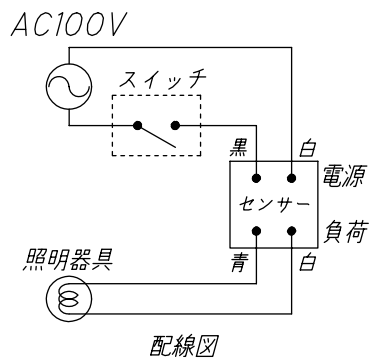 AC100V
スイッチ
黒 白
電源
センサー
負荷
青 白
照明器具
配線図